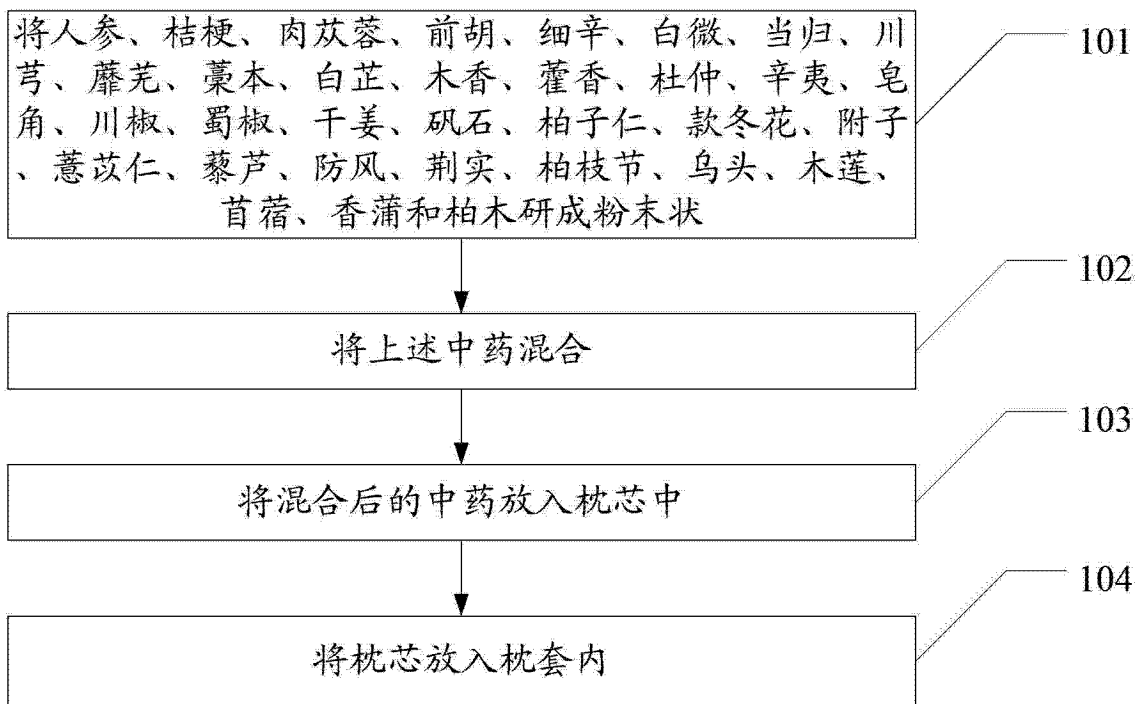 将人参、桔梗、肉苁蓉、前胡、细辛、白微、当归、川
芎、蘼芜、藁本、白芷、木香、藿香、杜仲、辛夷、皂
角、川椒、蜀椒、干姜、矾石、柏子仁、款冬花、附子
、薏苡仁、藜芦、防风、荆实、柏枝节、乌头、木莲、
苜蓿、香蒲和柏木研成粉末状
101
将上述中药混合
102
将混合后的中药放入枕芯中
103
将枕芯放入枕套内
104